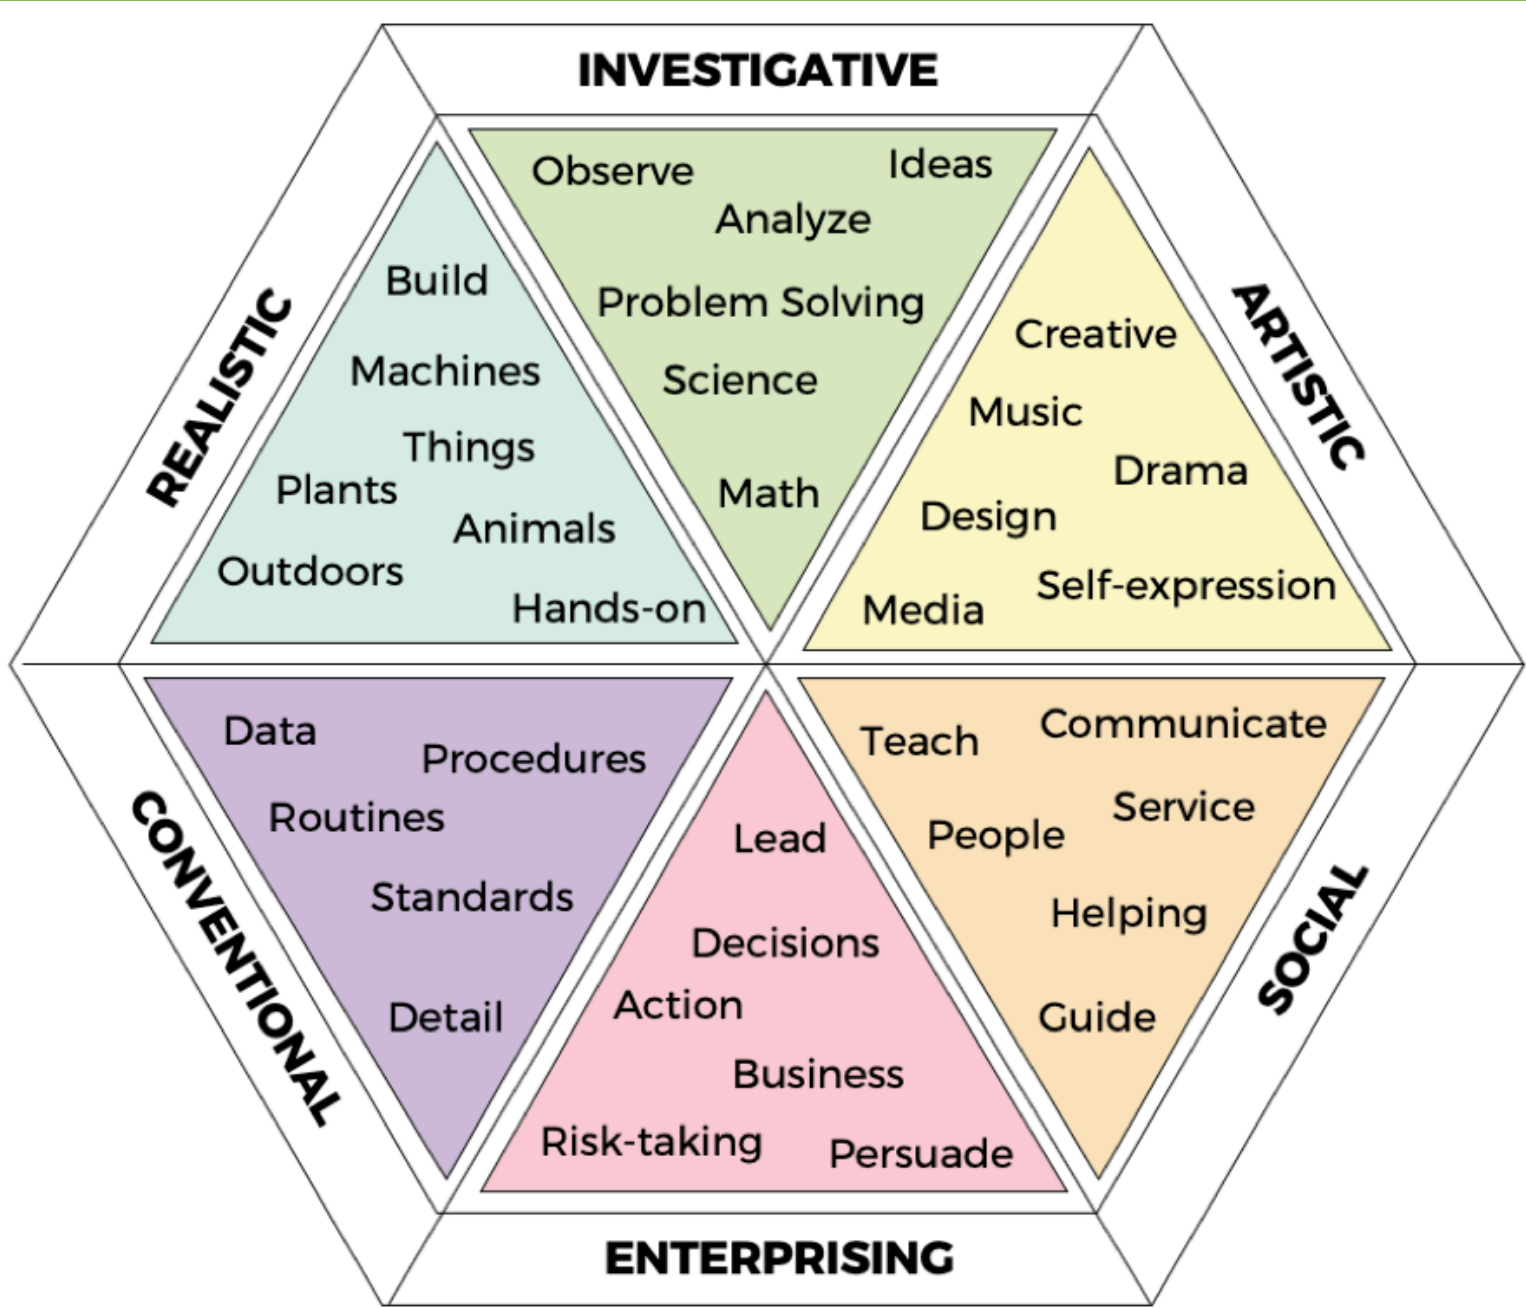 INVESTIGATIVE
Observe
Ideas
Analyze
Problem Solving
Science
Math
REALISTIC
Build
Machines
Things
Plants
Animals
Outdoors
Hands-on
ARTISTIC
Creative
Music
Drama
Design
Self-expression
Media
CONVENTIONAL
Data
Procedures
Routines
Standards
Detail
ENTERPRISING
Lead
Decisions
Action
Business
Risk-taking
Persuade
SOCIAL
Teach
Communicate
Service
People
Helping
Guide